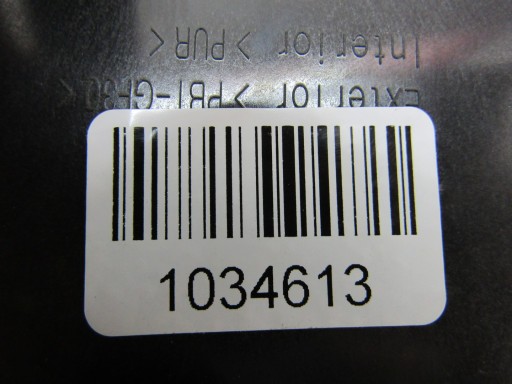 Exterior >PBT-GF30<
Interior >PUR<
1034613